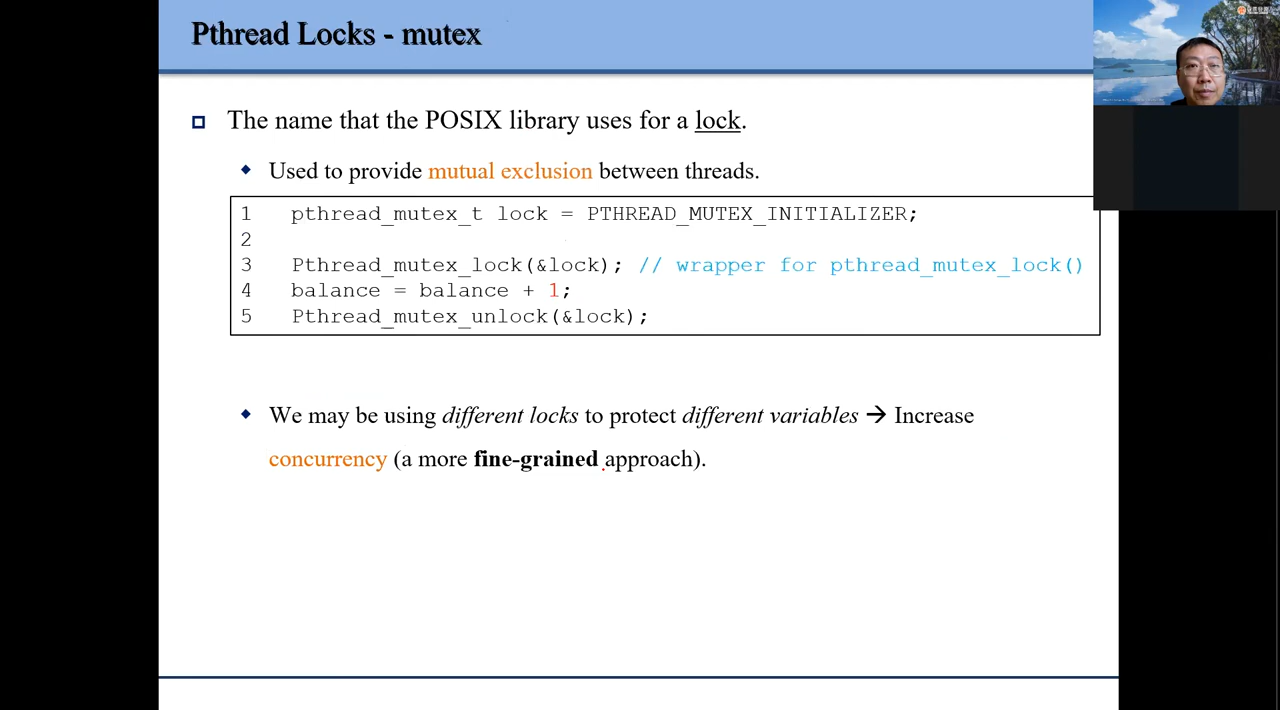 Pthread Locks - mutex
The name that the POSIX library uses for a lock.
Used to provide mutual exclusion between threads.
1 pthread_mutex_t lock = PTHREAD_MUTEX_INITIALIZER;
2
3 Pthread_mutex_lock(&lock); // wrapper for pthread_mutex_lock()
4 balance = balance + 1;
5 Pthread_mutex_unlock(&lock);
We may be using different locks to protect different variables → Increase
concurrency (a more fine-grained approach).